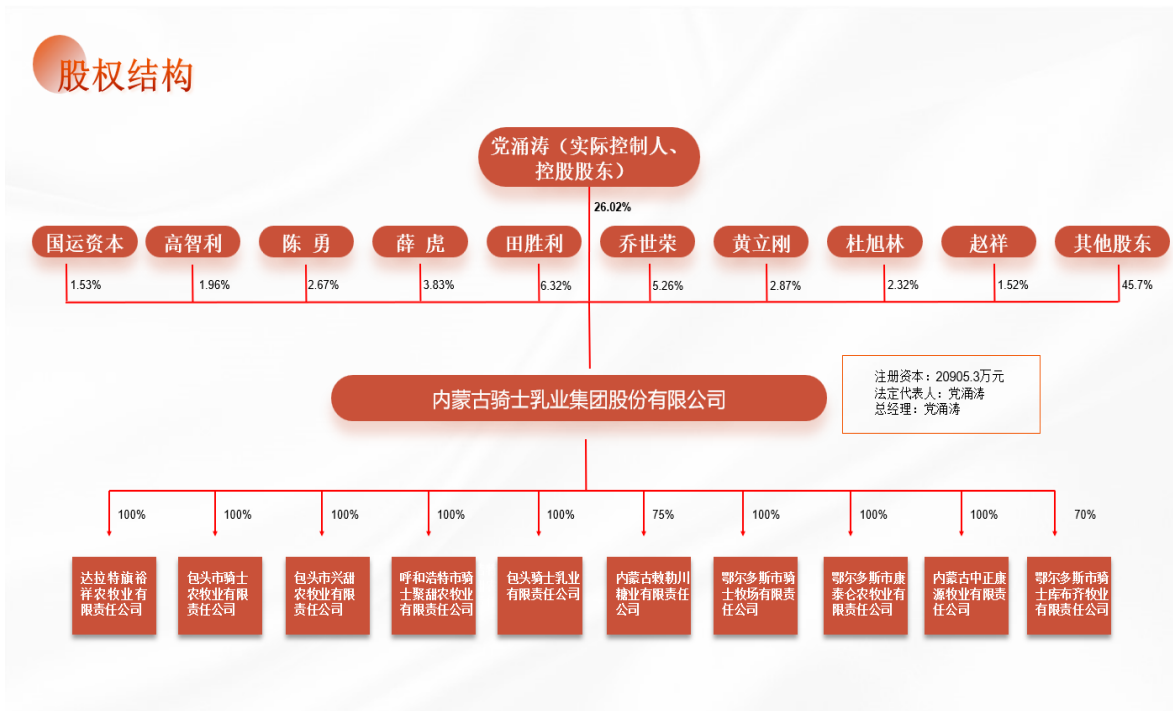 股权结构
党涌涛（实际控制人、
控股股东）
26.02%
国运资本
高智利
陈 勇
薛 虎
田胜利
乔世荣
黄立刚
杜旭林
赵祥
其他股东
1.53%
1.96%
2.67%
3.83%
6.32%
5.26%
2.87%
2.32%
1.52%
45.7%
内蒙古骑士乳业集团股份有限公司
注册资本：20905.3万元
法定代表人：党涌涛
总经理：党涌涛
100%
100%
100%
100%
100%
75%
100%
100%
100%
70%
达拉特旗裕
祥农牧业有
限责任公司
包头市骑士
农牧业有限
责任公司
包头市兴甜
农牧业有限
责任公司
呼和浩特市骑
士聚甜农牧业
有限责任公司
包头骑士乳业
有限责任公司
内蒙古敕勒川
糖业有限责任
公司
鄂尔多斯市骑
士牧场有限责
任公司
鄂尔多斯市康
泰仑农牧业有
限责任公司
内蒙古中正康
源牧业有限责
任公司
鄂尔多斯市骑
士库布齐牧业
有限责任公司